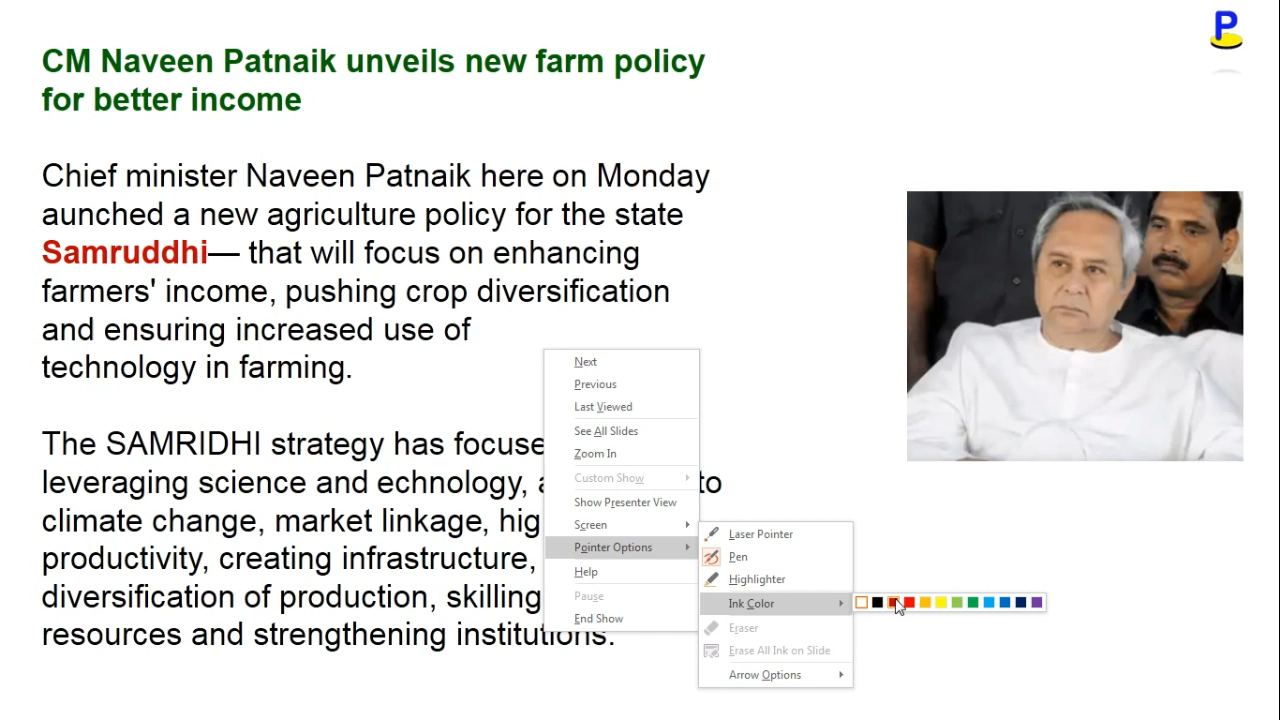 P
CM Naveen Patnaik unveils new farm policy
for better income
Chief minister Naveen Patnaik here on Monday
aunched a new agriculture policy for the state
Samruddhi— that will focus on enhancing
farmers' income, pushing crop diversification
and ensuring increased use of
technology in farming.
The SAMRIDHI strategy has focuse
leveraging science and echnology, a to
climate change, market linkage, hig
productivity, creating infrastructure,
diversification of production, skilling
resources and strengthening institutions.
Next
Previous
Last Viewed
See All Slides
Zoom In
Custom Show
Show Presenter View
Screen
Pointer Options
Help
Pause
End Show
Laser Pointer
Pen
Highlighter
Ink Color
Eraser
Erase All Ink on Slide
Arrow Options